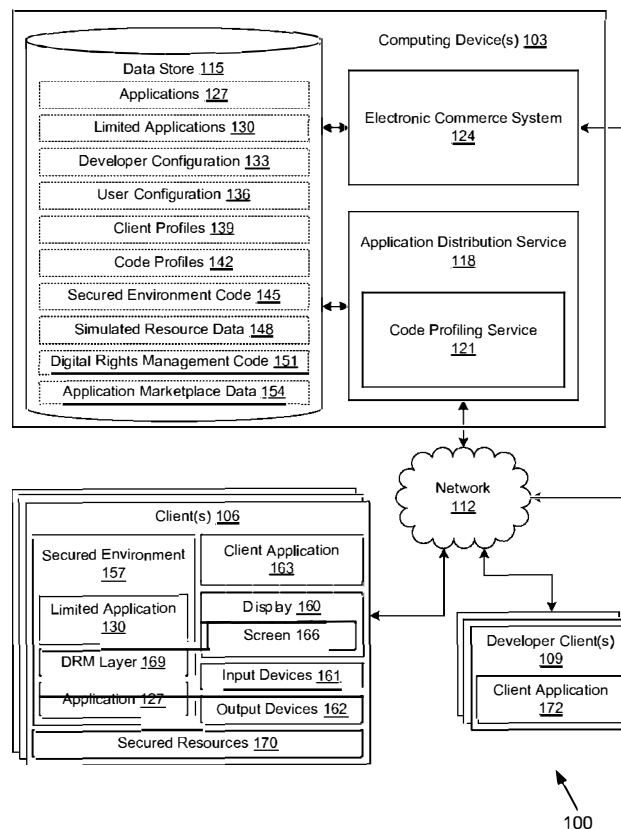 Computing Device(s) 103
Data Store 115
Applications 127
Limited Applications 130
Developer Configuration 133
User Configuration 136
Client Profiles 139
Code Profiles 142
Secured Environment Code 145
Simulated Resource Data 148
Digital Rights Management Code 151
Application Marketplace Data 154
Electronic Commerce System
124
Application Distribution Service
118
Code Profiling Service
121
Network
112
Client(s) 106
Secured Environment
157
Limited Application
130
DRM Layer 169
Application 127
Client Application
163
Display 160
Screen 166
Input Devices 161
Output Devices 162
Secured Resources 170
Developer Client(s)
109
Client Application
172
100